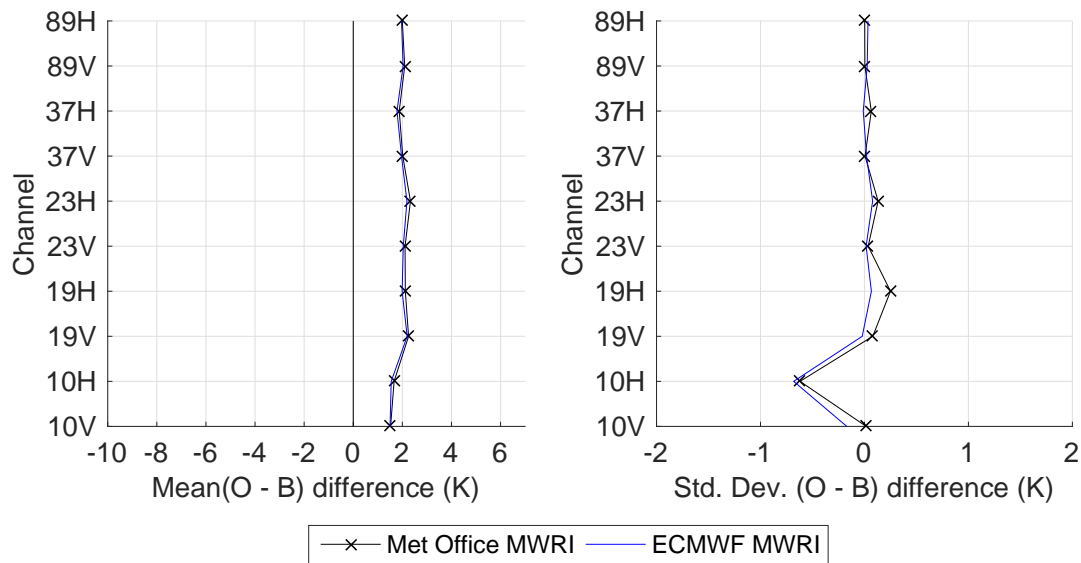 89H
89V
37H
37V
23H
23V
19H
19V
10H
10V
Channel
-10 -8 -6 -4 -2 0 2 4 6
Mean(O - B) difference (K)
89H
89V
37H
37V
23H
23V
19H
19V
10H
10V
Channel
-2 -1 0 1 2
Std. Dev. (O - B) difference (K)
Met Office MWRI ECMWF MWRI